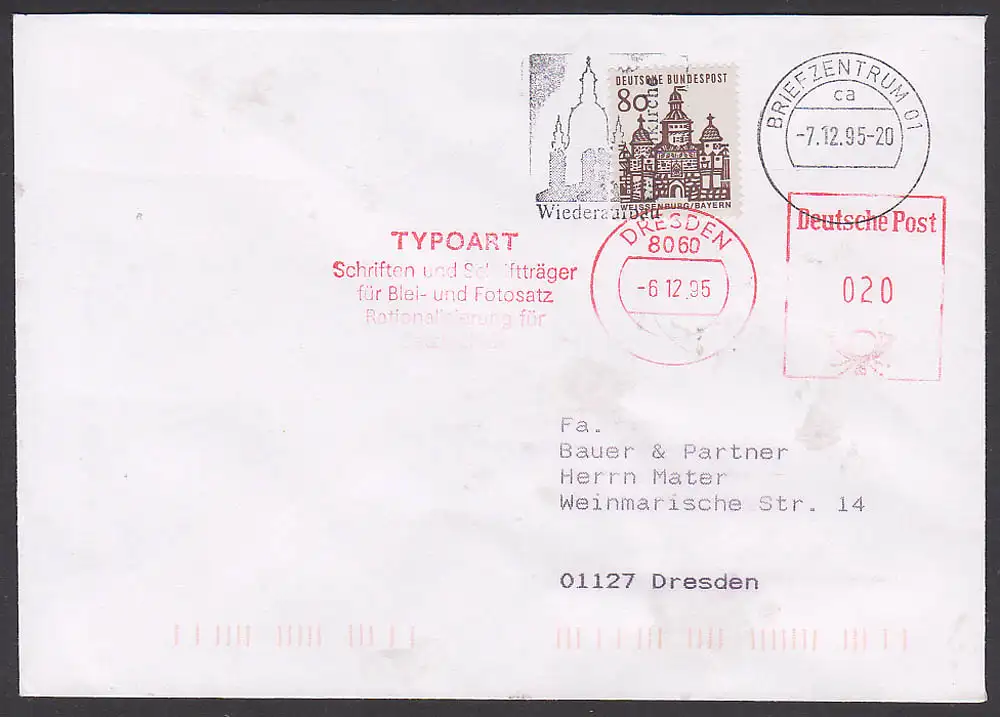 DEUTSCHE BUNDESPOST
80
WEISSENBURG/BAYERN
Wiederaufbau
BRIEFZENTRUM 01
ca
-7.12.95-20
DRESDEN
8060
-6 12.95
Deutsche Post
020
TYPOART
Schriften und Schriftträger
für Blei- und Fotosatz
Rationalisierung für
Fa.
Bauer & Partner
Herrn Mater
Weinmarische Str. 14
01127 Dresden